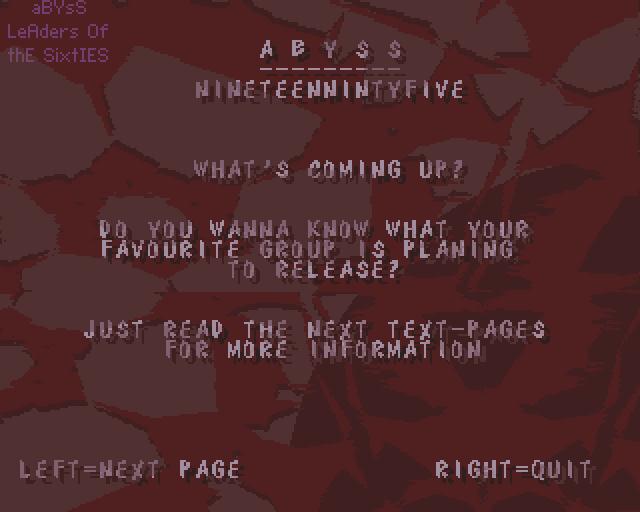 aBYsS
LeAders Of
thE SixtIES
A B Y S S
NINETEENNINTYFIVE
WHAT'S COMING UP?
DO YOU WANNA KNOW WHAT YOUR
FAVOURITE GROUP IS PLANING
TO RELEASE?
JUST READ THE NEXT TEXT-PAGES
FOR MORE INFORMATION
LEFT=NEXT PAGE
RIGHT=QUIT